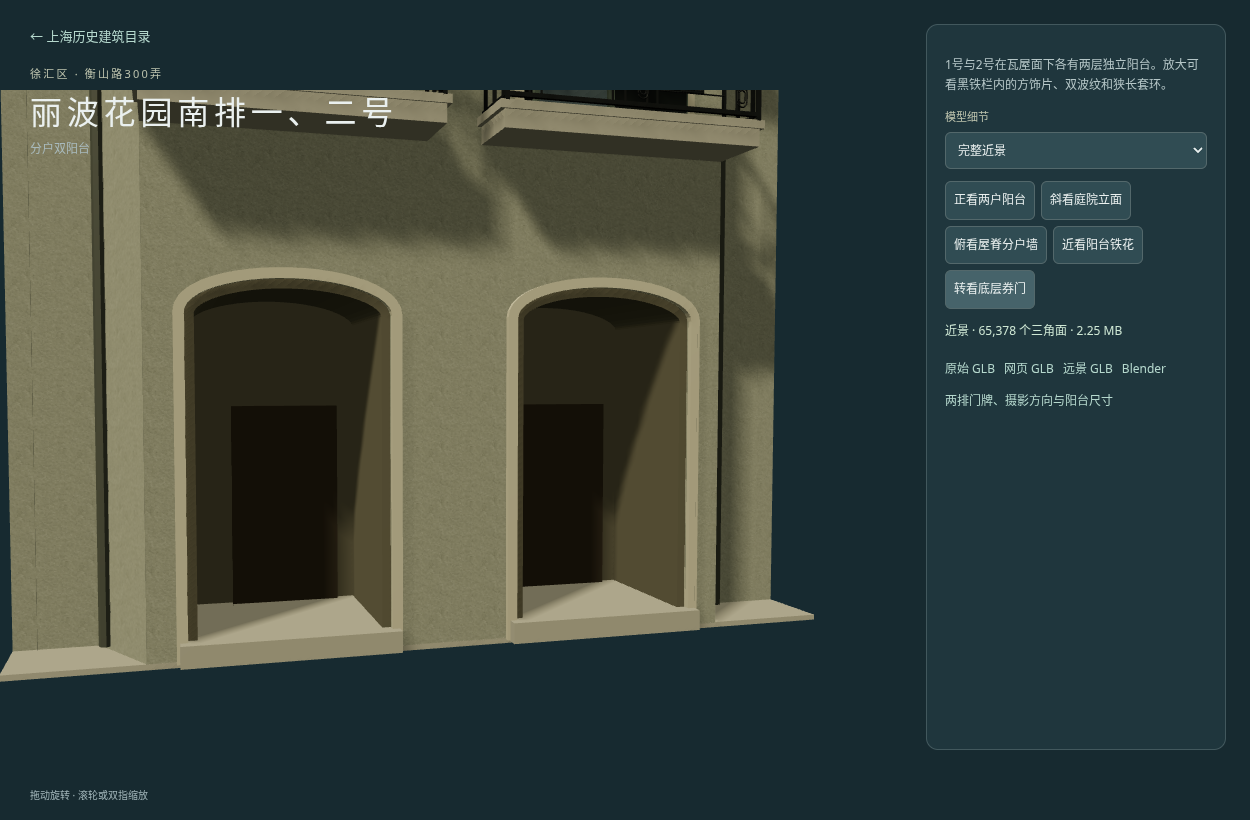 ← 上海历史建筑目录
徐汇区 · 衡山路300弄
丽波花园南排一、二号
分户双阳台
1号与2号在瓦屋面下各有两层独立阳台。放大可
看黑铁栏内的方饰片、双波纹和狭长套环。
模型细节
完整近景
正看两户阳台 斜看庭院立面
俯看屋脊分户墙 近看阳台铁花
转看底层券门
近景 · 65,378 个三角面 · 2.25 MB
原始 GLB 网页 GLB 远景 GLB Blender
两排门牌、摄影方向与阳台尺寸
拖动旋转 · 滚轮或双指缩放